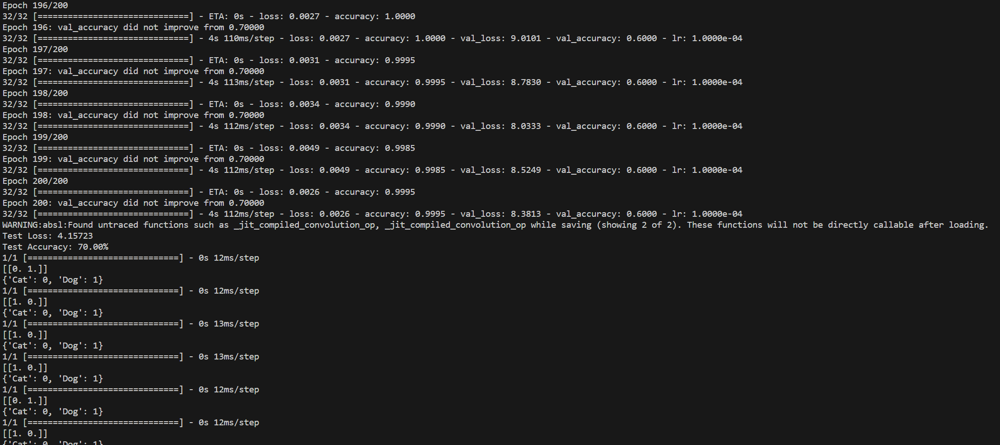 Epoch 196/200
32/32 [==============================] - ETA: 0s - loss: 0.0027 - accuracy: 1.0000
Epoch 196: val_accuracy did not improve from 0.70000
32/32 [==============================] - 4s 110ms/step - loss: 0.0027 - accuracy: 1.0000 - val_loss: 9.0101 - val_accuracy: 0.6000 - lr: 1.0000e-04
Epoch 197/200
32/32 [==============================] - ETA: 0s - loss: 0.0031 - accuracy: 0.9995
Epoch 197: val_accuracy did not improve from 0.70000
32/32 [==============================] - 4s 113ms/step - loss: 0.0031 - accuracy: 0.9995 - val_loss: 8.7830 - val_accuracy: 0.6000 - lr: 1.0000e-04
Epoch 198/200
32/32 [==============================] - ETA: 0s - loss: 0.0034 - accuracy: 0.9990
Epoch 198: val_accuracy did not improve from 0.70000
32/32 [==============================] - 4s 112ms/step - loss: 0.0034 - accuracy: 0.9990 - val_loss: 8.0333 - val_accuracy: 0.6000 - lr: 1.0000e-04
Epoch 199/200
32/32 [==============================] - ETA: 0s - loss: 0.0049 - accuracy: 0.9985
Epoch 199: val_accuracy did not improve from 0.70000
32/32 [==============================] - 4s 112ms/step - loss: 0.0049 - accuracy: 0.9985 - val_loss: 8.5249 - val_accuracy: 0.6000 - lr: 1.0000e-04
Epoch 200/200
32/32 [==============================] - ETA: 0s - loss: 0.0026 - accuracy: 0.9995
Epoch 200: val_accuracy did not improve from 0.70000
32/32 [==============================] - 4s 112ms/step - loss: 0.0026 - accuracy: 0.9995 - val_loss: 8.3813 - val_accuracy: 0.6000 - lr: 1.0000e-04
WARNING:absl:Found untraced functions such as _jit_compiled_convolution_op, _jit_compiled_convolution_op while saving (showing 2 of 2). These functions will not be directly callable after loading.
Test Loss: 4.15723
Test Accuracy: 70.00%
1/1 [==============================] - 0s 12ms/step
[[0. 1.]]
{'Cat': 0, 'Dog': 1}
1/1 [==============================] - 0s 12ms/step
[[1. 0.]]
{'Cat': 0, 'Dog': 1}
1/1 [==============================] - 0s 13ms/step
[[1. 0.]]
{'Cat': 0, 'Dog': 1}
1/1 [==============================] - 0s 13ms/step
[[1. 0.]]
{'Cat': 0, 'Dog': 1}
1/1 [==============================] - 0s 12ms/step
[[0. 1.]]
{'Cat': 0, 'Dog': 1}
1/1 [==============================] - 0s 12ms/step
[[1. 0.]]
{'Cat': 0, 'Dog': 1}